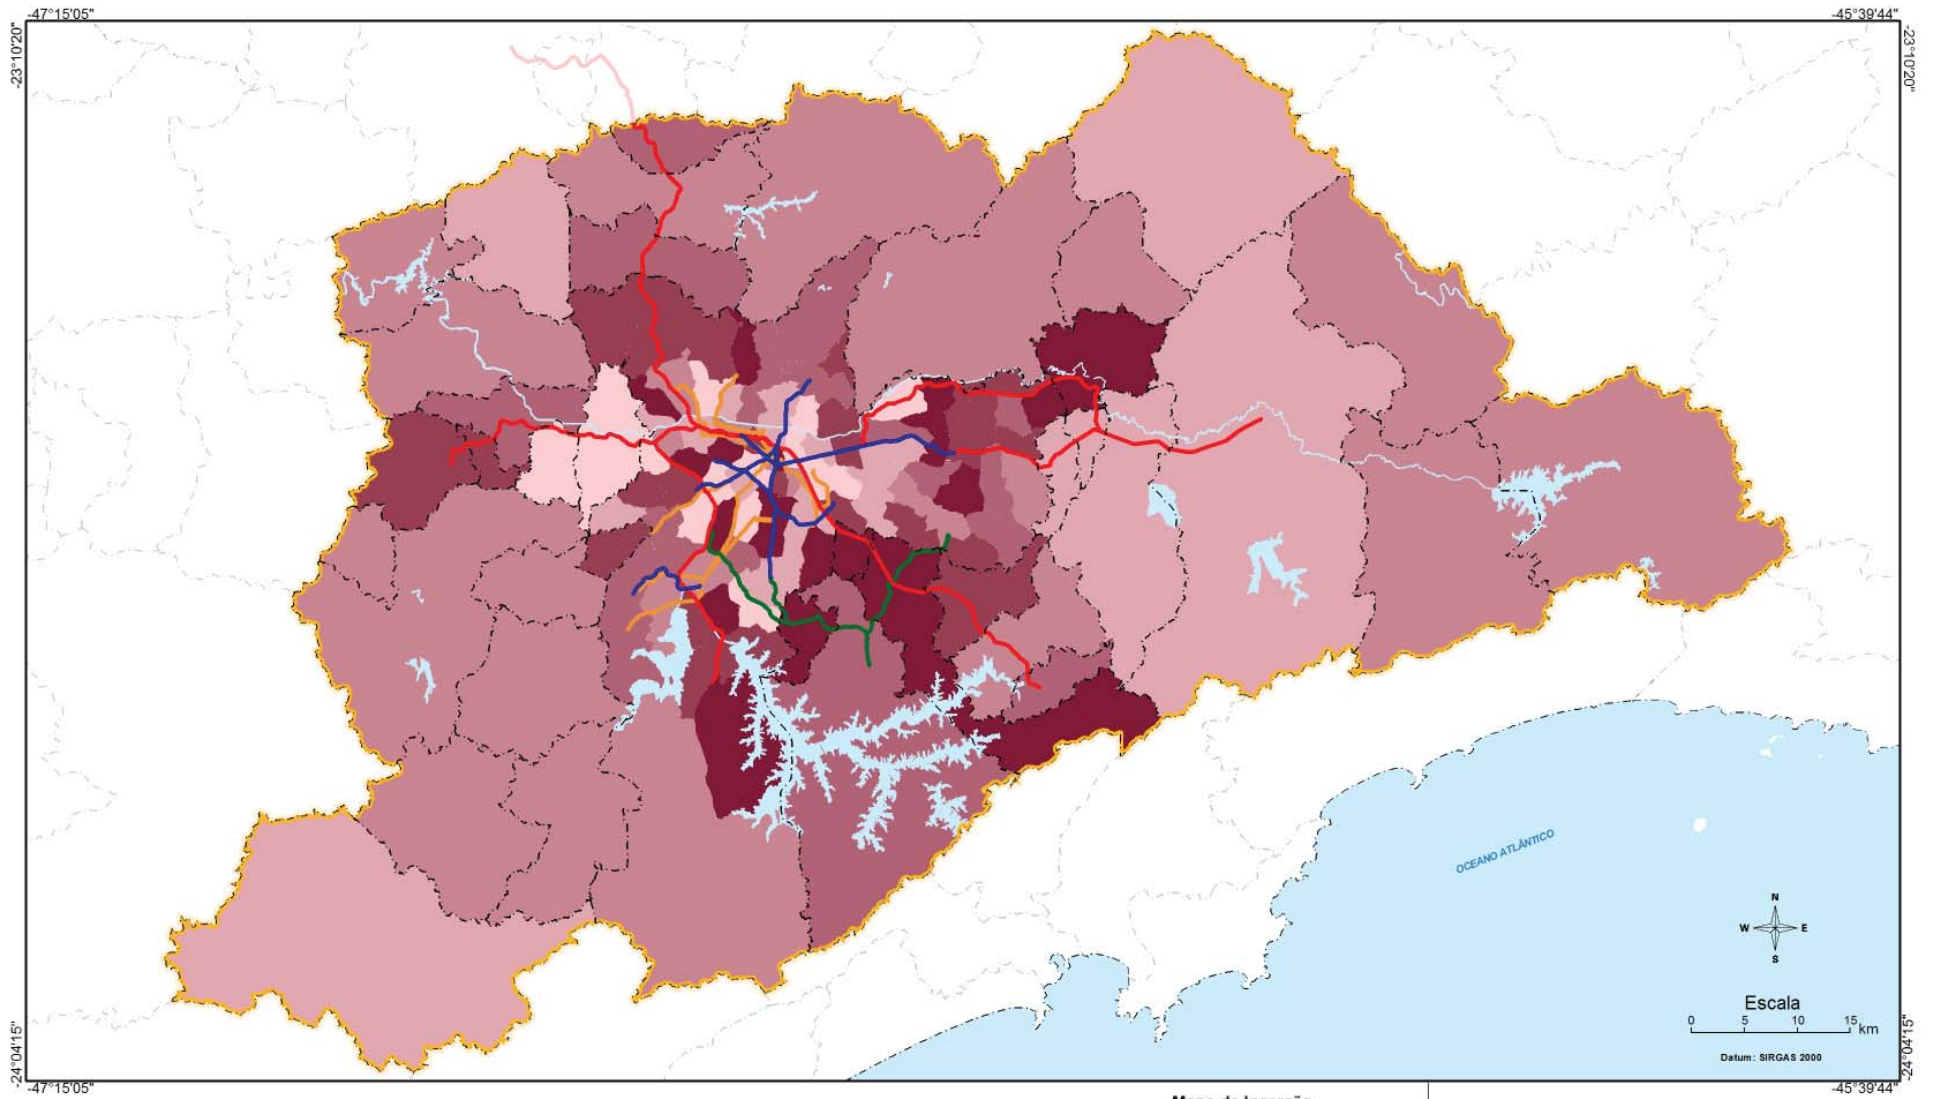 -47°15'05"
-45°39'44"
-23°10'20"
-23°10'20"
OCEANO ATLÂNTICO
N
W
E
S
Escala
0 5 10 15 km
Datum: SIRGAS 2000
-24°04'15"
-24°04'15"
-47°15'05"
-45°39'44"